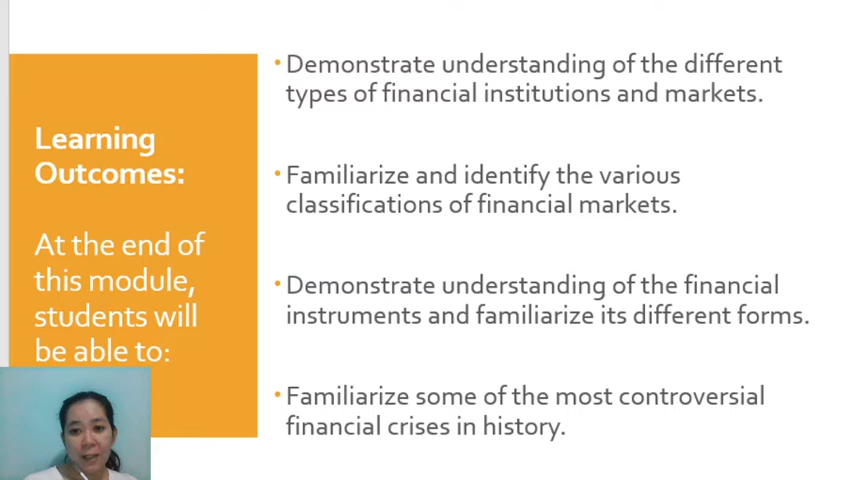 Learning
Outcomes:
At the end of
this module,
students will
be able to:
• Demonstrate understanding of the different
types of financial institutions and markets.
• Familiarize and identify the various
classifications of financial markets.
• Demonstrate understanding of the financial
instruments and familiarize its different forms.
• Familiarize some of the most controversial
financial crises in history.